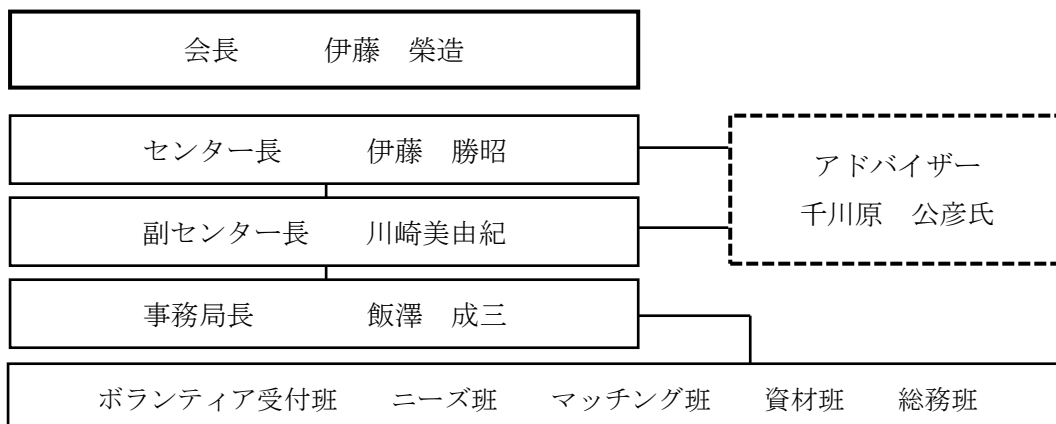 会長　伊藤　榮造
センター長　伊藤　勝昭
副センター長　川崎美由紀
アドバイザー
千川原　公彦氏
事務局長　飯澤　成三
ボランティア受付班　ニーズ班　マッチング班　資材班　総務班